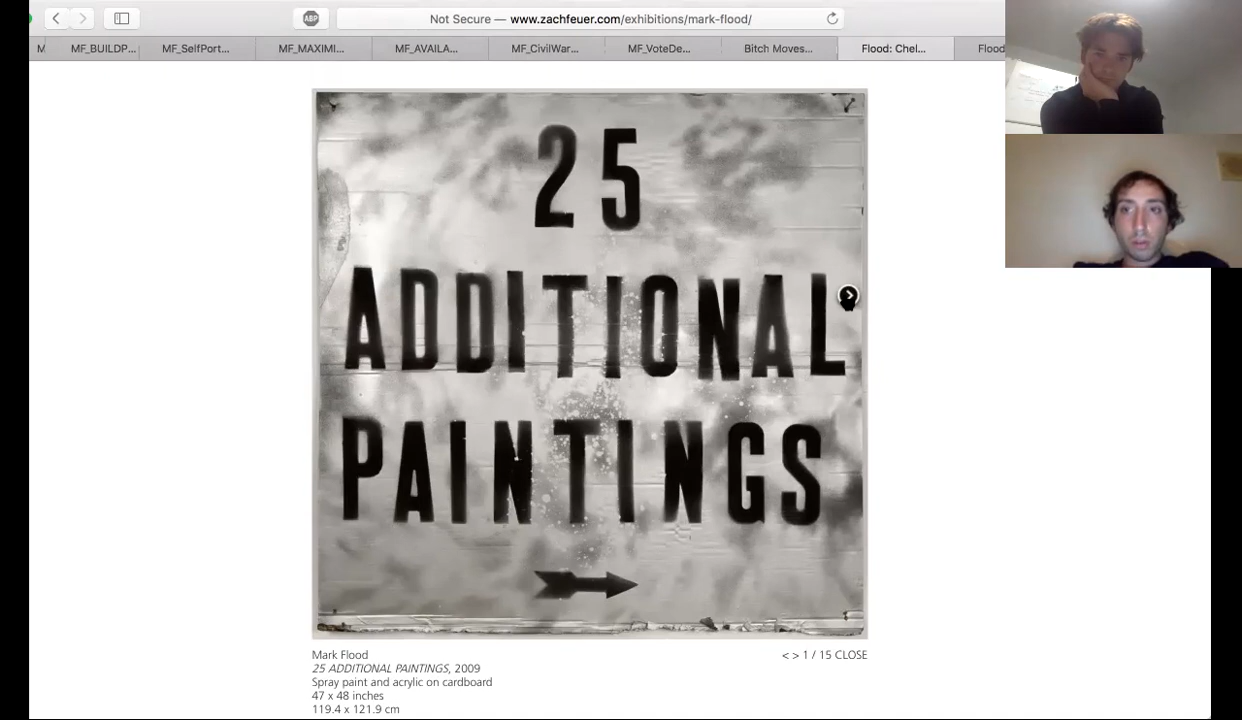 Not Secure — www.zachfeuer.com/exhibitions/mark-flood/
M MF_BUILDP... MF_SelfPort... MF_MAXIMI... MF_AVAILA... MF_CivilWar... MF_VoteDe... Bitch Moves... Flood: Chel... Flood
ABP
25
ADDITIONAL
PAINTINGS
Mark Flood
25 ADDITIONAL PAINTINGS, 2009
Spray paint and acrylic on cardboard
47 x 48 inches
119.4 x 121.9 cm
< > 1 / 15 CLOSE